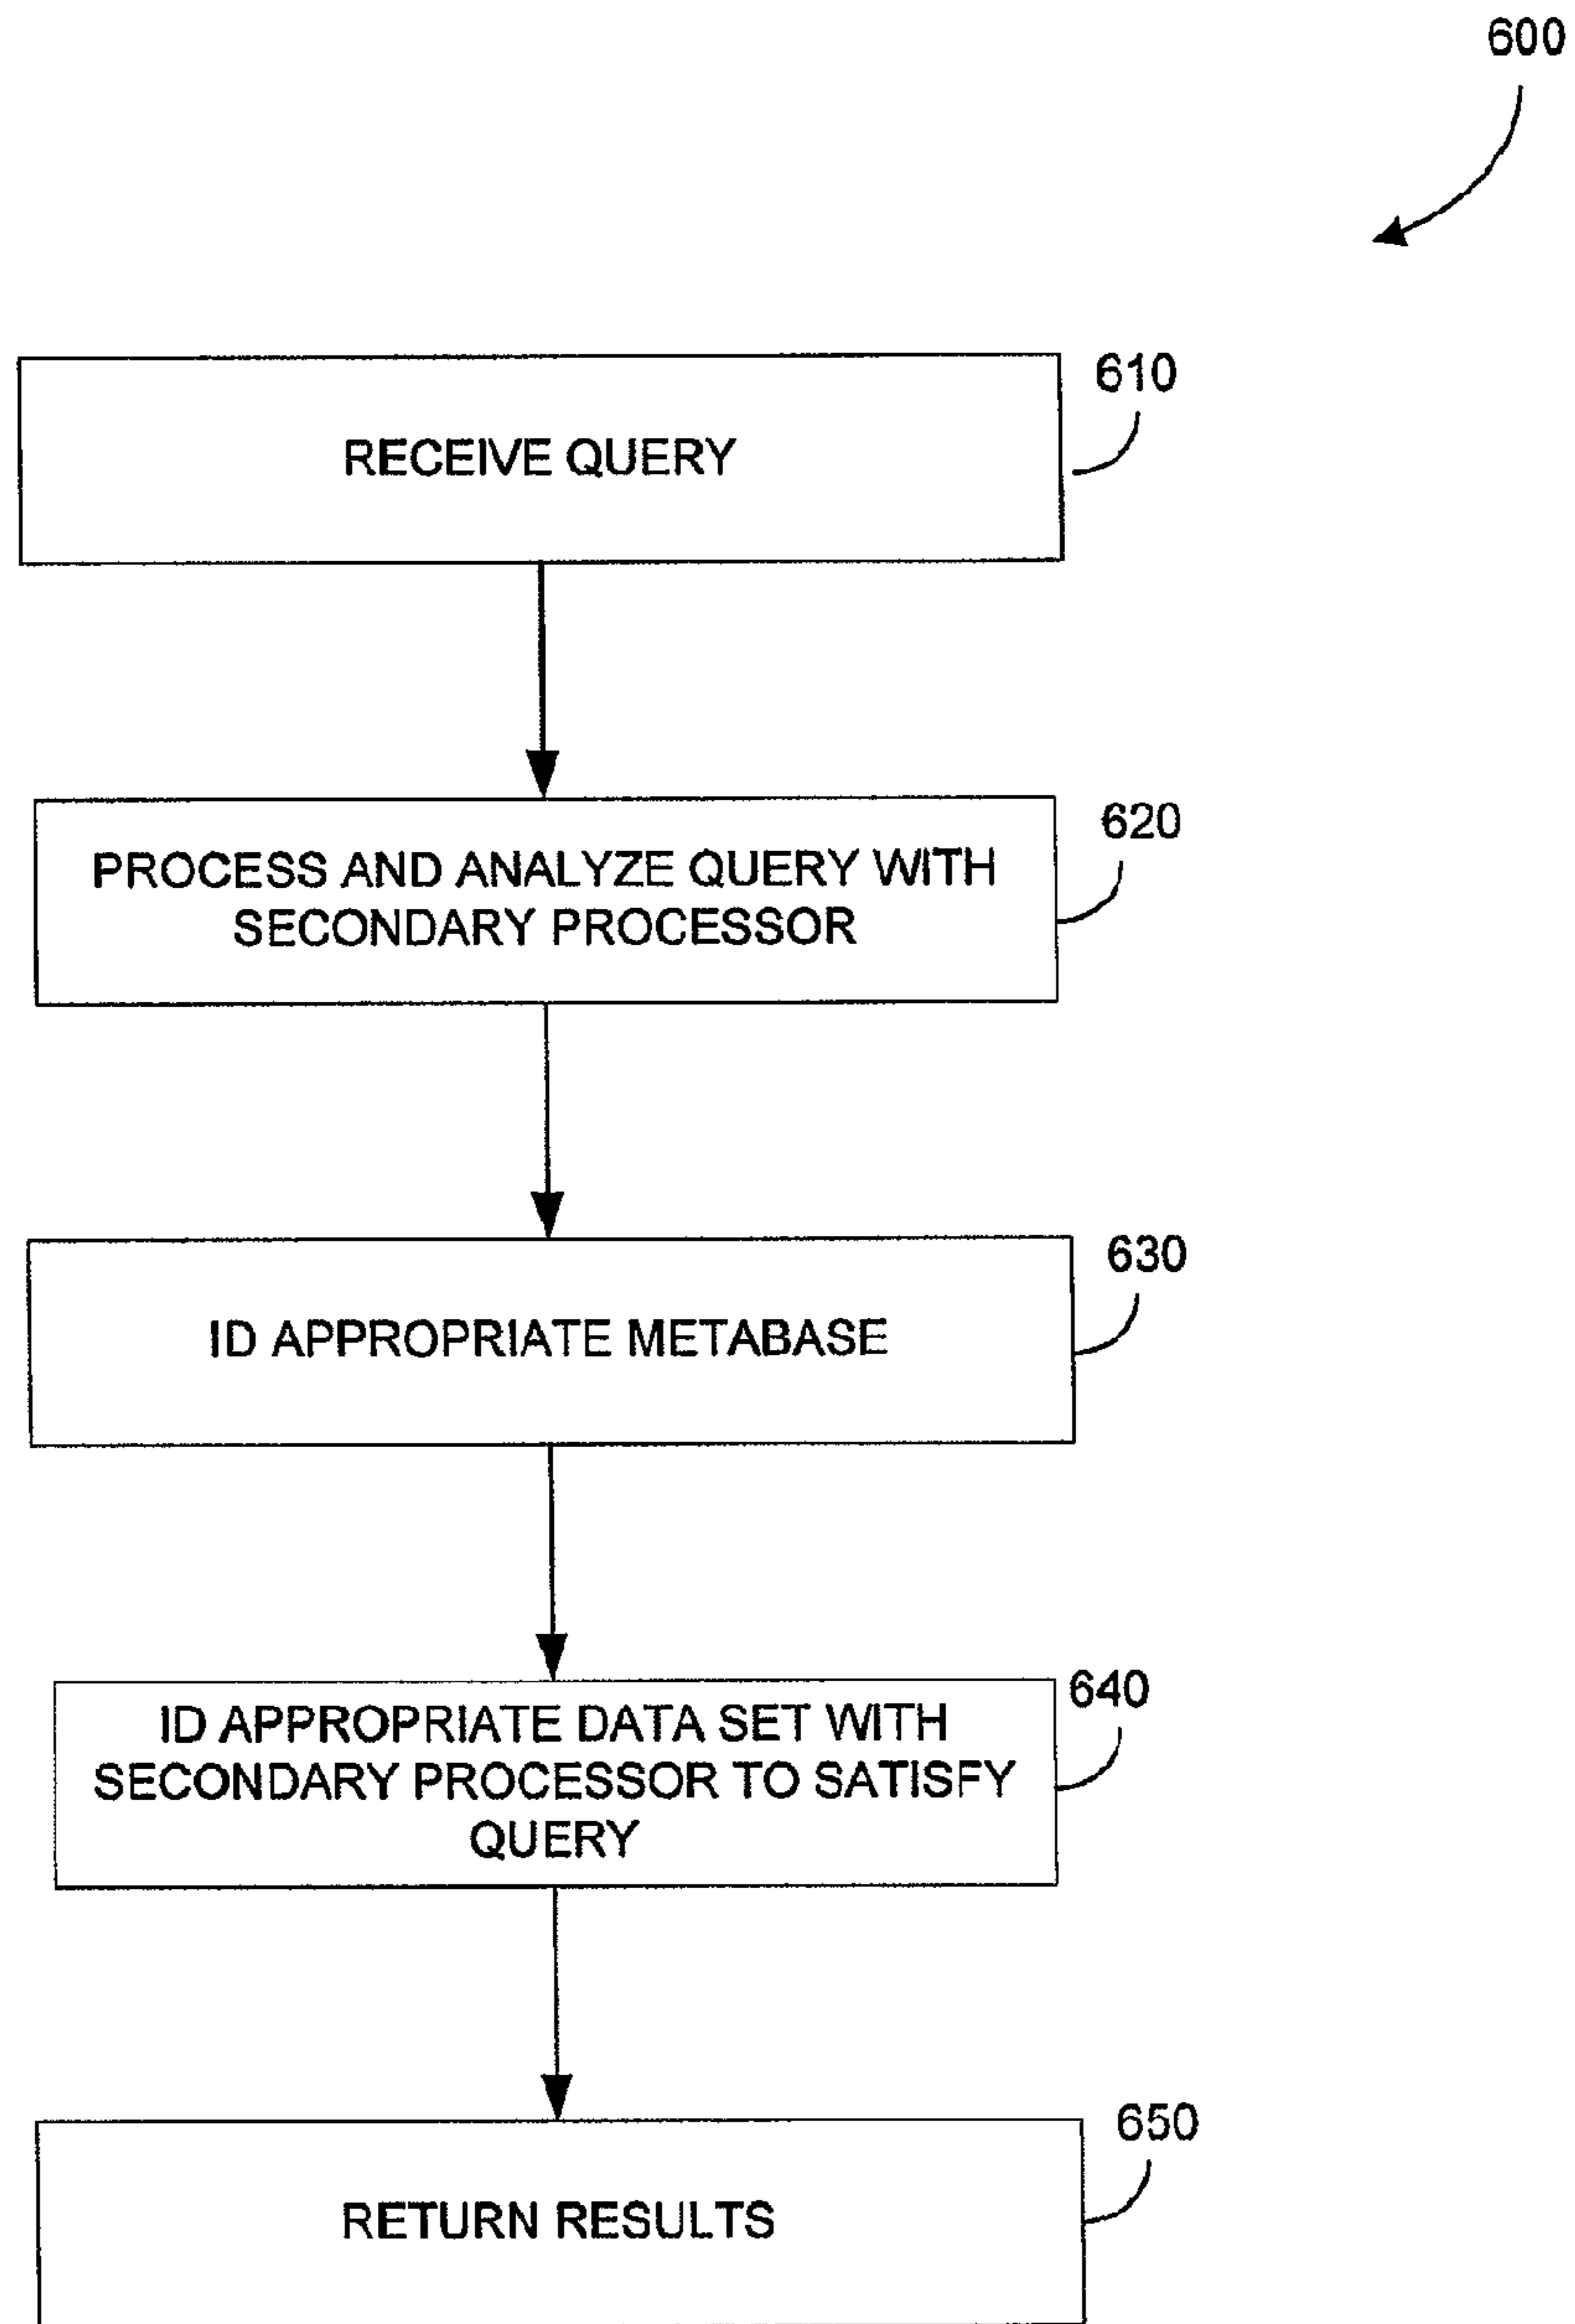 600
610
RECEIVE QUERY
620
PROCESS AND ANALYZE QUERY WITH
SECONDARY PROCESSOR
630
ID APPROPRIATE METABASE
640
ID APPROPRIATE DATA SET WITH
SECONDARY PROCESSOR TO SATISFY
QUERY
650
RETURN RESULTS